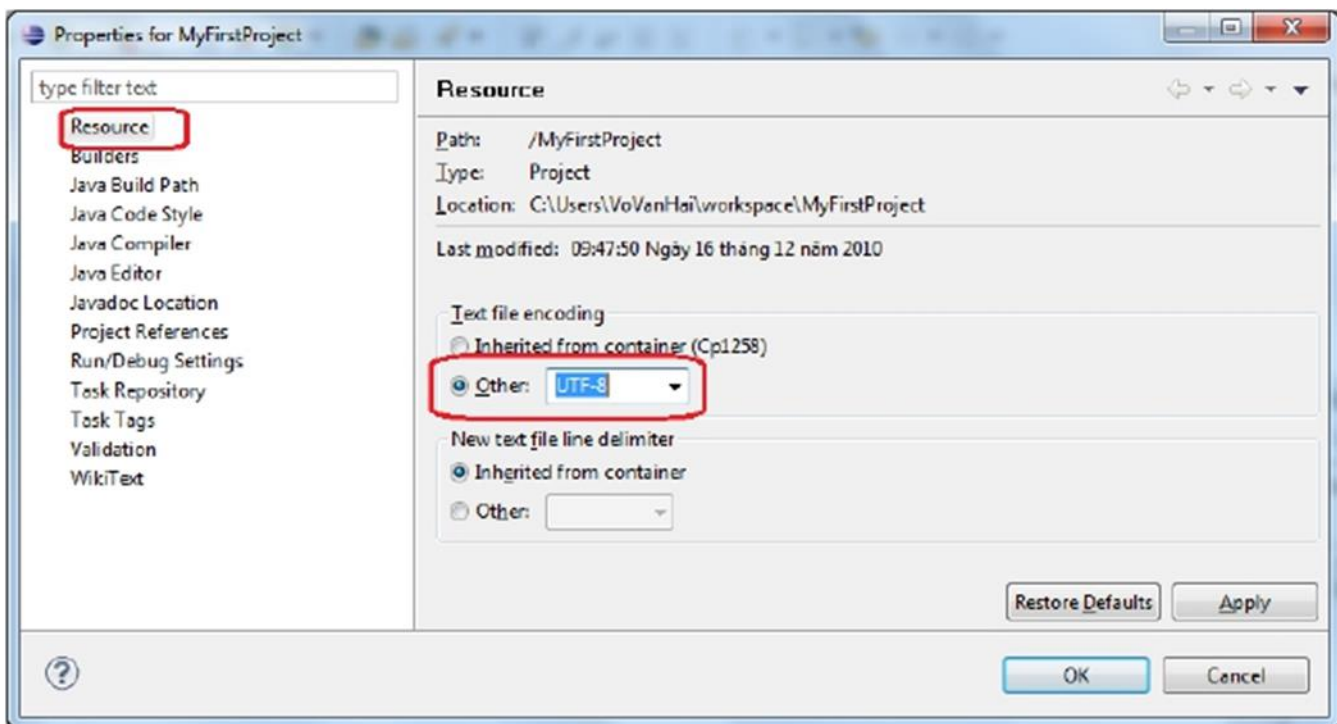 Properties for MyFirstProject
type filter text
Resource
Builders
Java Build Path
Java Code Style
Java Compiler
Java Editor
Javadoc Location
Project References
Run/Debug Settings
Task Repository
Task Tags
Validation
WikiText
Resource
Path: /MyFirstProject
Type: Project
Location: C:\Users\VoVanHai\workspace\MyFirstProject
Last modified: 09:47:50 Ngày 16 tháng 12 năm 2010
Text file encoding
Inherited from container (Cp1258)
Other: UTF-8
New text file line delimiter
Inherited from container
Other:
Restore Defaults
Apply
OK
Cancel